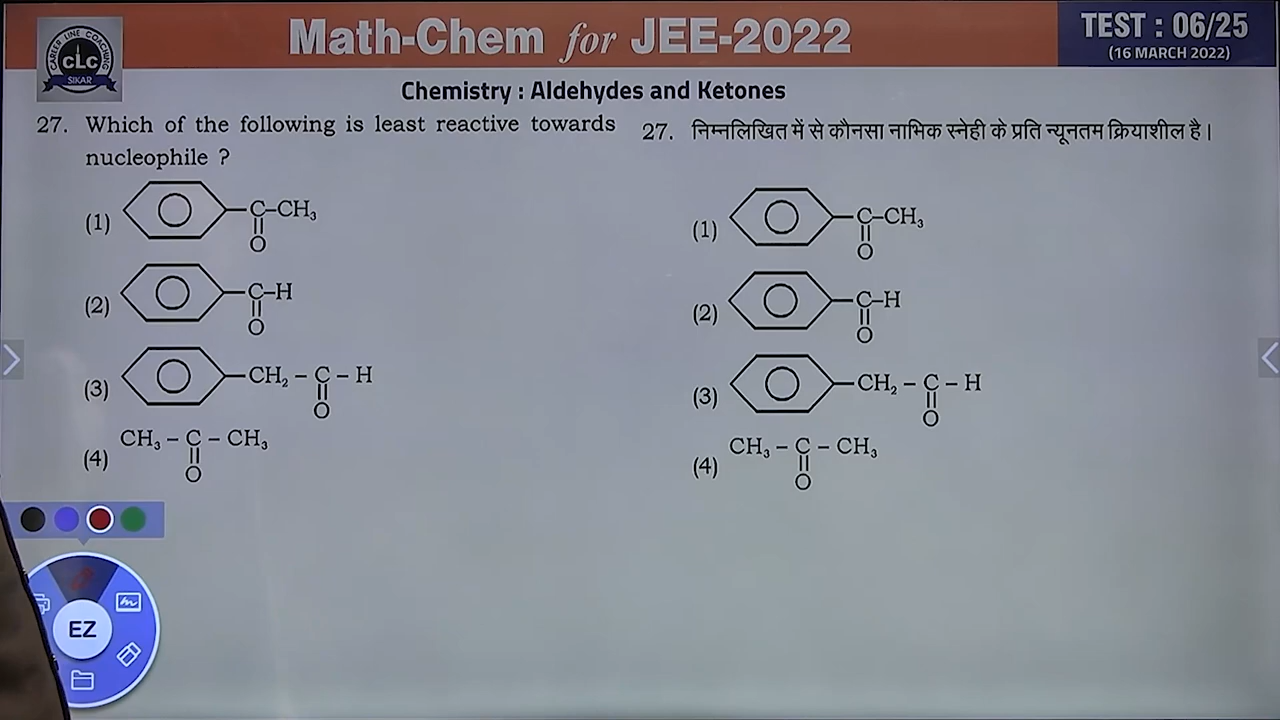 CAREER LINE COACHING
CLC
SIKAR
Math-Chem for JEE-2022
TEST : 06/25
(16 MARCH 2022)
Chemistry : Aldehydes and Ketones
27. Which of the following is least reactive towards
nucleophile ?
(1) C–CH₃
O
(2) C–H
O
(3) CH₂ – C – H
O
(4) CH₃ – C – CH₃
O
27. निम्नलिखित में से कौनसा नाभिक स्नेही के प्रति न्यूनतम क्रियाशील है।
(1) C–CH₃
O
(2) C–H
O
(3) CH₂ – C – H
O
(4) CH₃ – C – CH₃
O
EZ